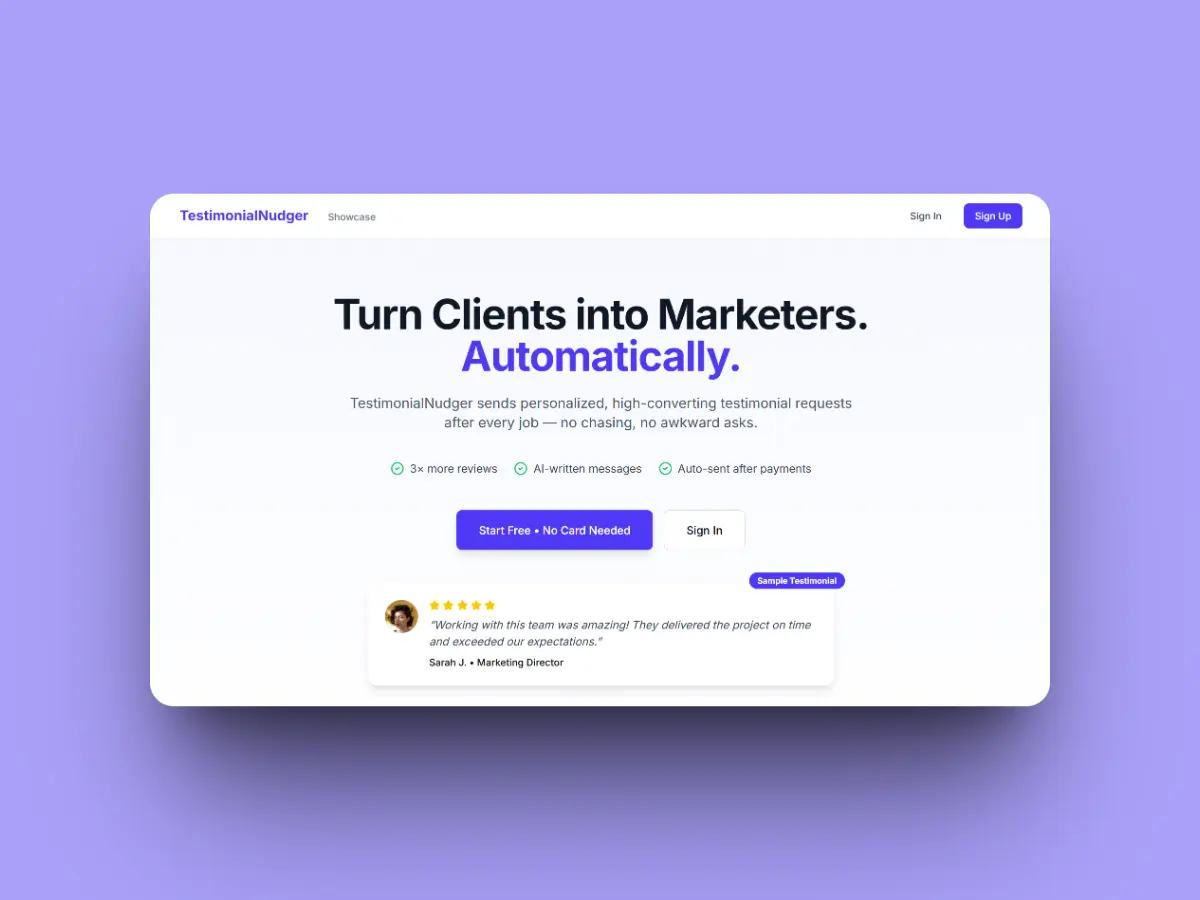 TestimonialNudger
Showcase
Sign In
Sign Up
Turn Clients into Marketers.
Automatically.
TestimonialNudger sends personalized, high-converting testimonial requests
after every job — no chasing, no awkward asks.
3× more reviews
AI-written messages
Auto-sent after payments
Start Free • No Card Needed
Sign In
Sample Testimonial
"Working with this team was amazing! They delivered the project on time
and exceeded our expectations."
Sarah J. • Marketing Director